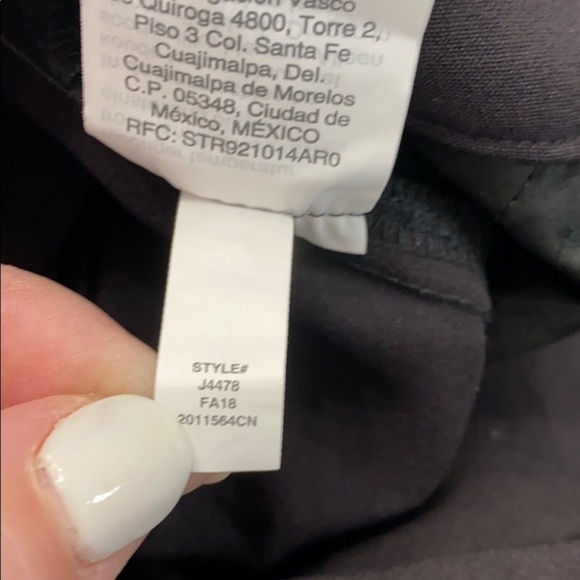 Vasco
Quiroga 4800, Torre 2,
Piso 3 Col. Santa Fe
Cuajimalpa, Del.
Cuajimalpa de Morelos
C.P. 05348, Ciudad de
México, MÉXICO
RFC: STR921014AR0
STYLE#
J4478
FA18
2011564CN